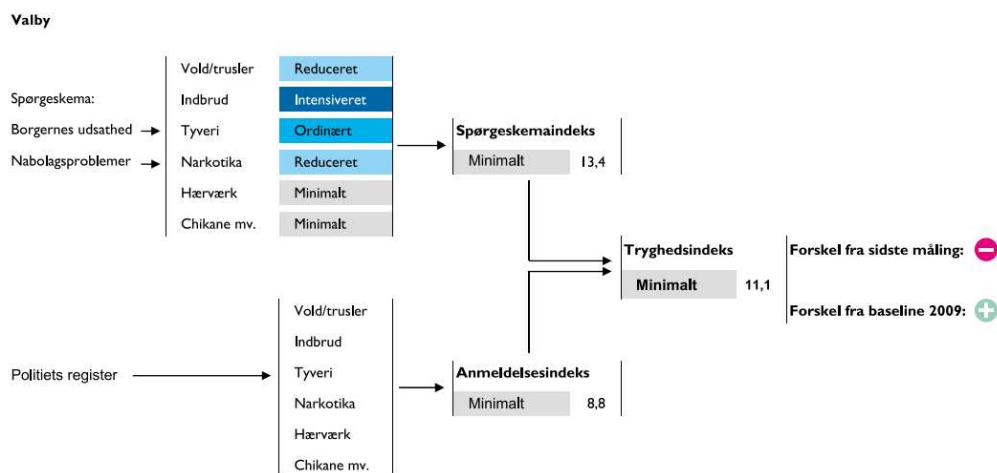 Valby
Spørgeskema:
Borgernes udsathed
Nabolagsproblemer
Vold/trusler Reduceret
Indbrud Intensiveret
Tyveri Ordinært
Narkotika Reduceret
Hærværk Minimalt
Chikane mv. Minimalt
Spørgeskemaindeks
Minimalt 13,4
Tryghedsindeks
Minimalt 11,1
Forskel fra sidste måling:
Forskel fra baseline 2009:
Politiets register
Vold/trusler
Indbrud
Tyveri
Narkotika
Hærværk
Chikane mv.
Anmeldelsesindeks
Minimalt 8,8